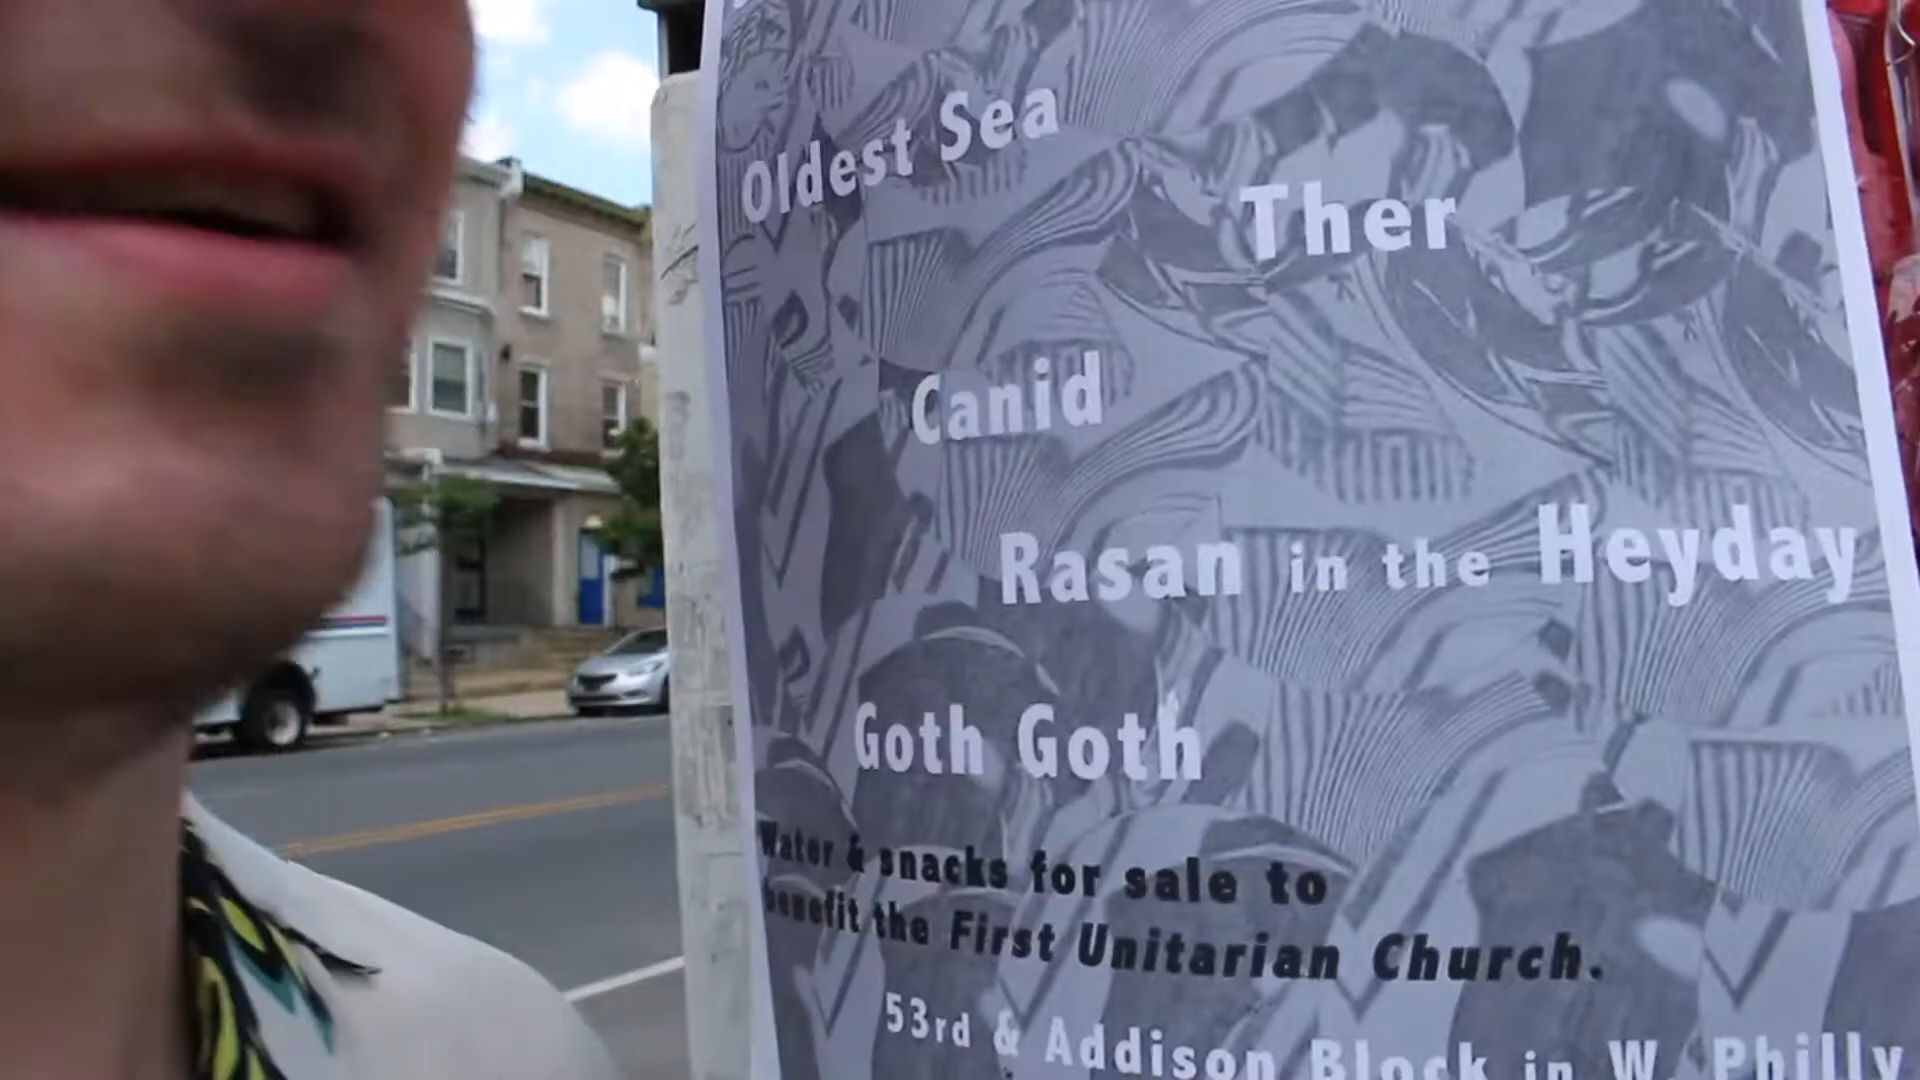 Oldest Sea
Ther
Canid
Rasan in the Heyday
Goth Goth
Water & snacks for sale to
benefit the First Unitarian Church.
53rd & Addison Block in W. Philly